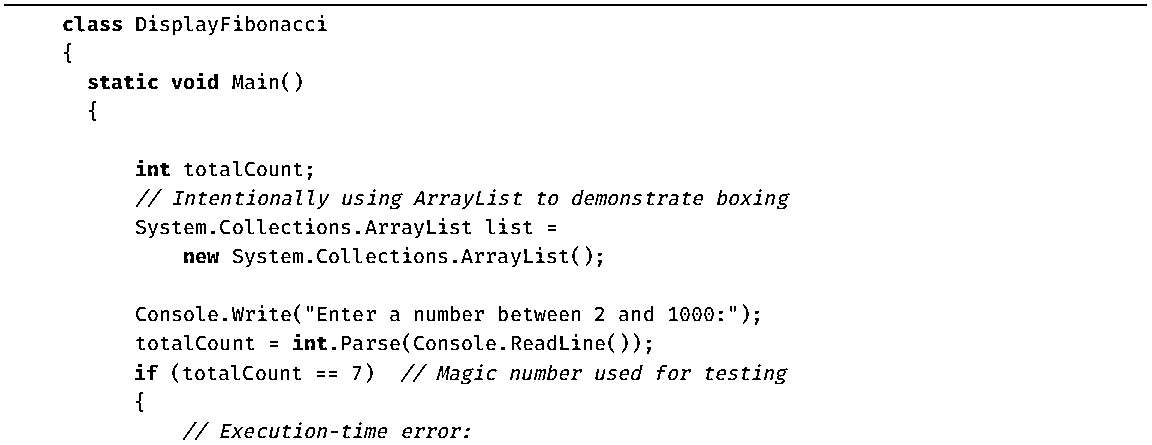 class DisplayFibonacci
{
static void Main()
{
int totalCount;
// Intentionally using ArrayList to demonstrate boxing
System.Collections.ArrayList list =
new System.Collections.ArrayList();
Console.Write("Enter a number between 2 and 1000:");
totalCount = int.Parse(Console.ReadLine());
if (totalCount == 7)  // Magic number used for testing
{
// Execution-time error: